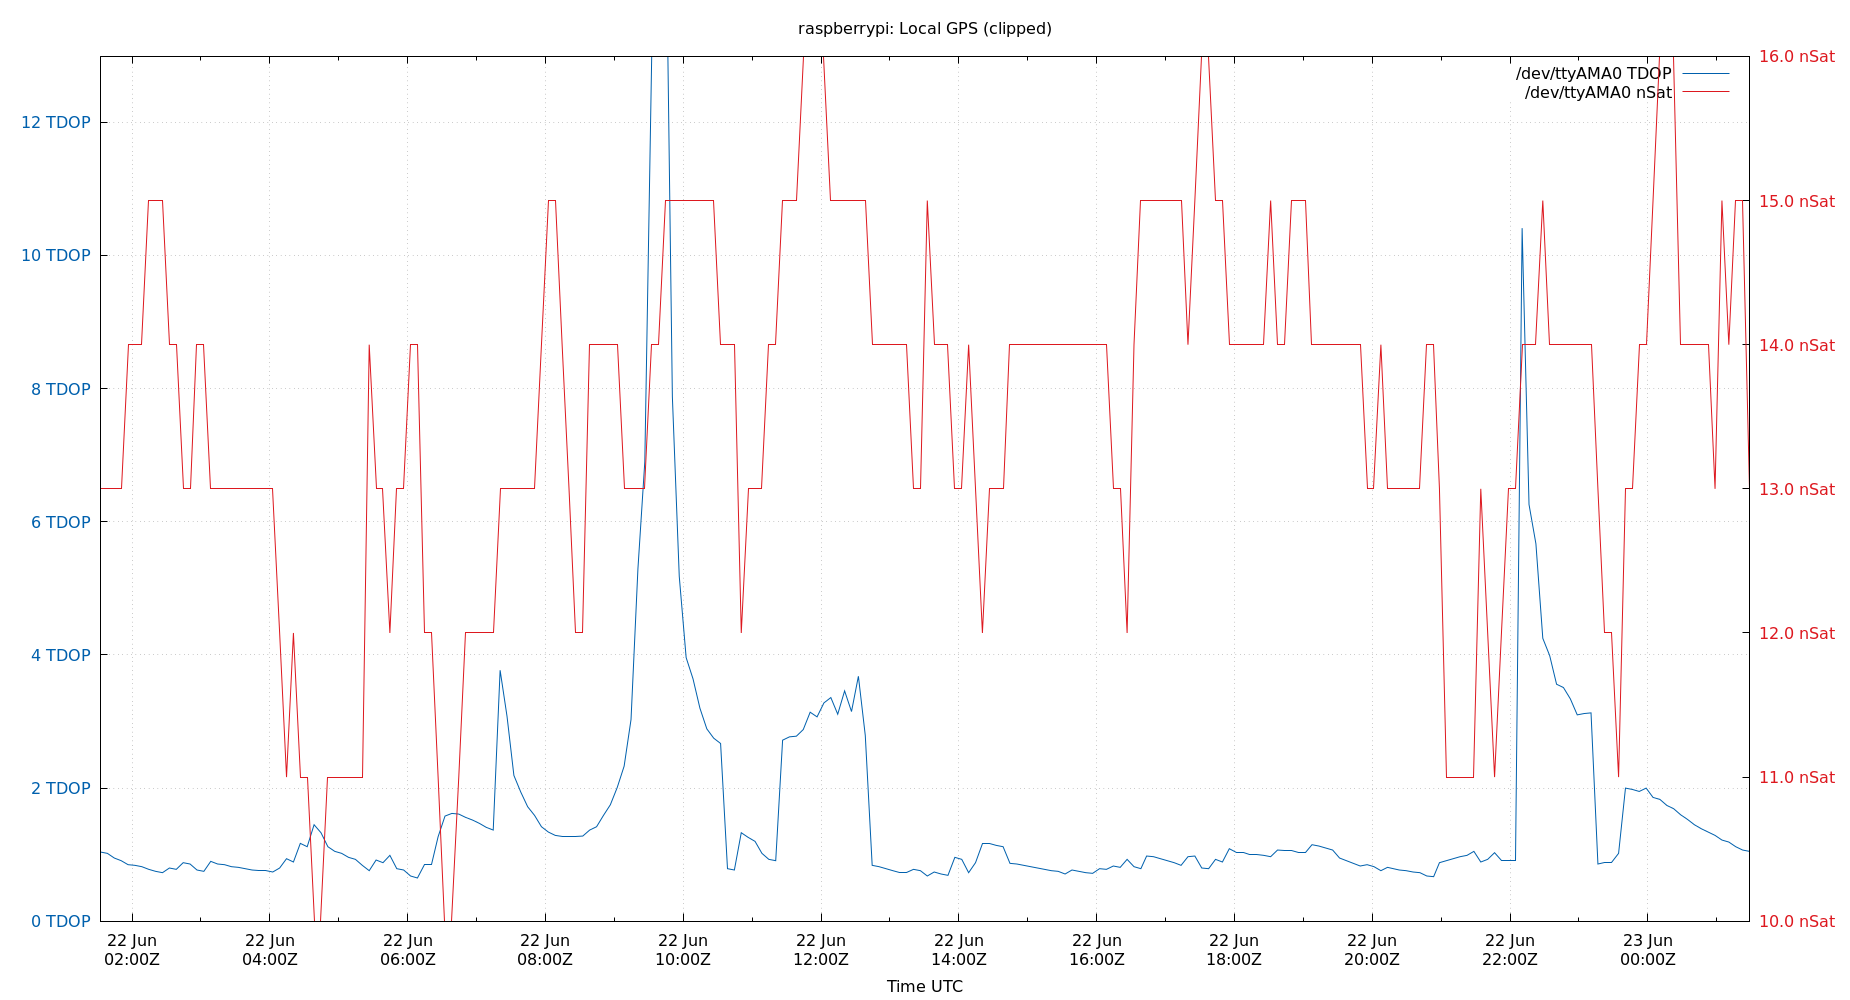 raspberrypi: Local GPS (clipped)
16.0 nSat
/dev/ttyAMA0 TDOP
/dev/ttyAMA0 nSat
12 TDOP
15.0 nSat
10 TDOP
14.0 nSat
8 TDOP
13.0 nSat
6 TDOP
12.0 nSat
4 TDOP
11.0 nSat
2 TDOP
0 TDOP
10.0 nSat
22 Jun 22 Jun 22 Jun 22 Jun 22 Jun 22 Jun 22 Jun 22 Jun 22 Jun 22 Jun 22 Jun 23 Jun
02:00Z 04:00Z 06:00Z 08:00Z 10:00Z 12:00Z 14:00Z 16:00Z 18:00Z 20:00Z 22:00Z 00:00Z
Time UTC